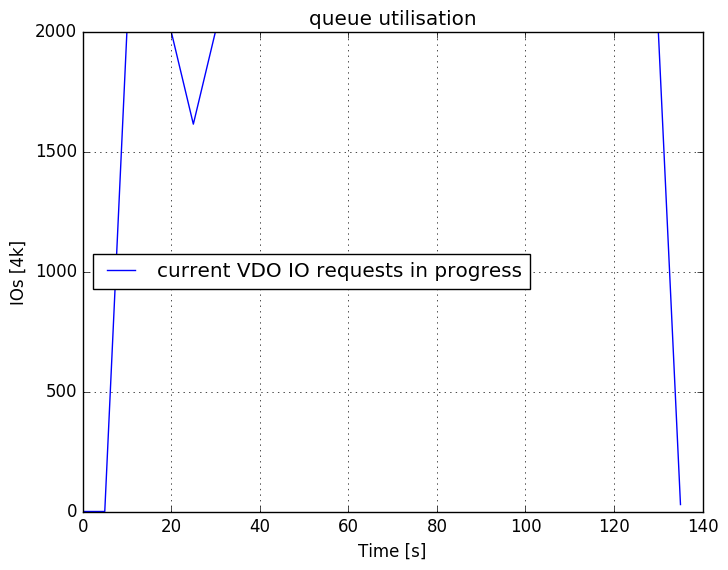 queue utilisation
2000
1500
1000
500
0
IOs [4k]
current VDO IO requests in progress
0 20 40 60 80 100 120 140
Time [s]